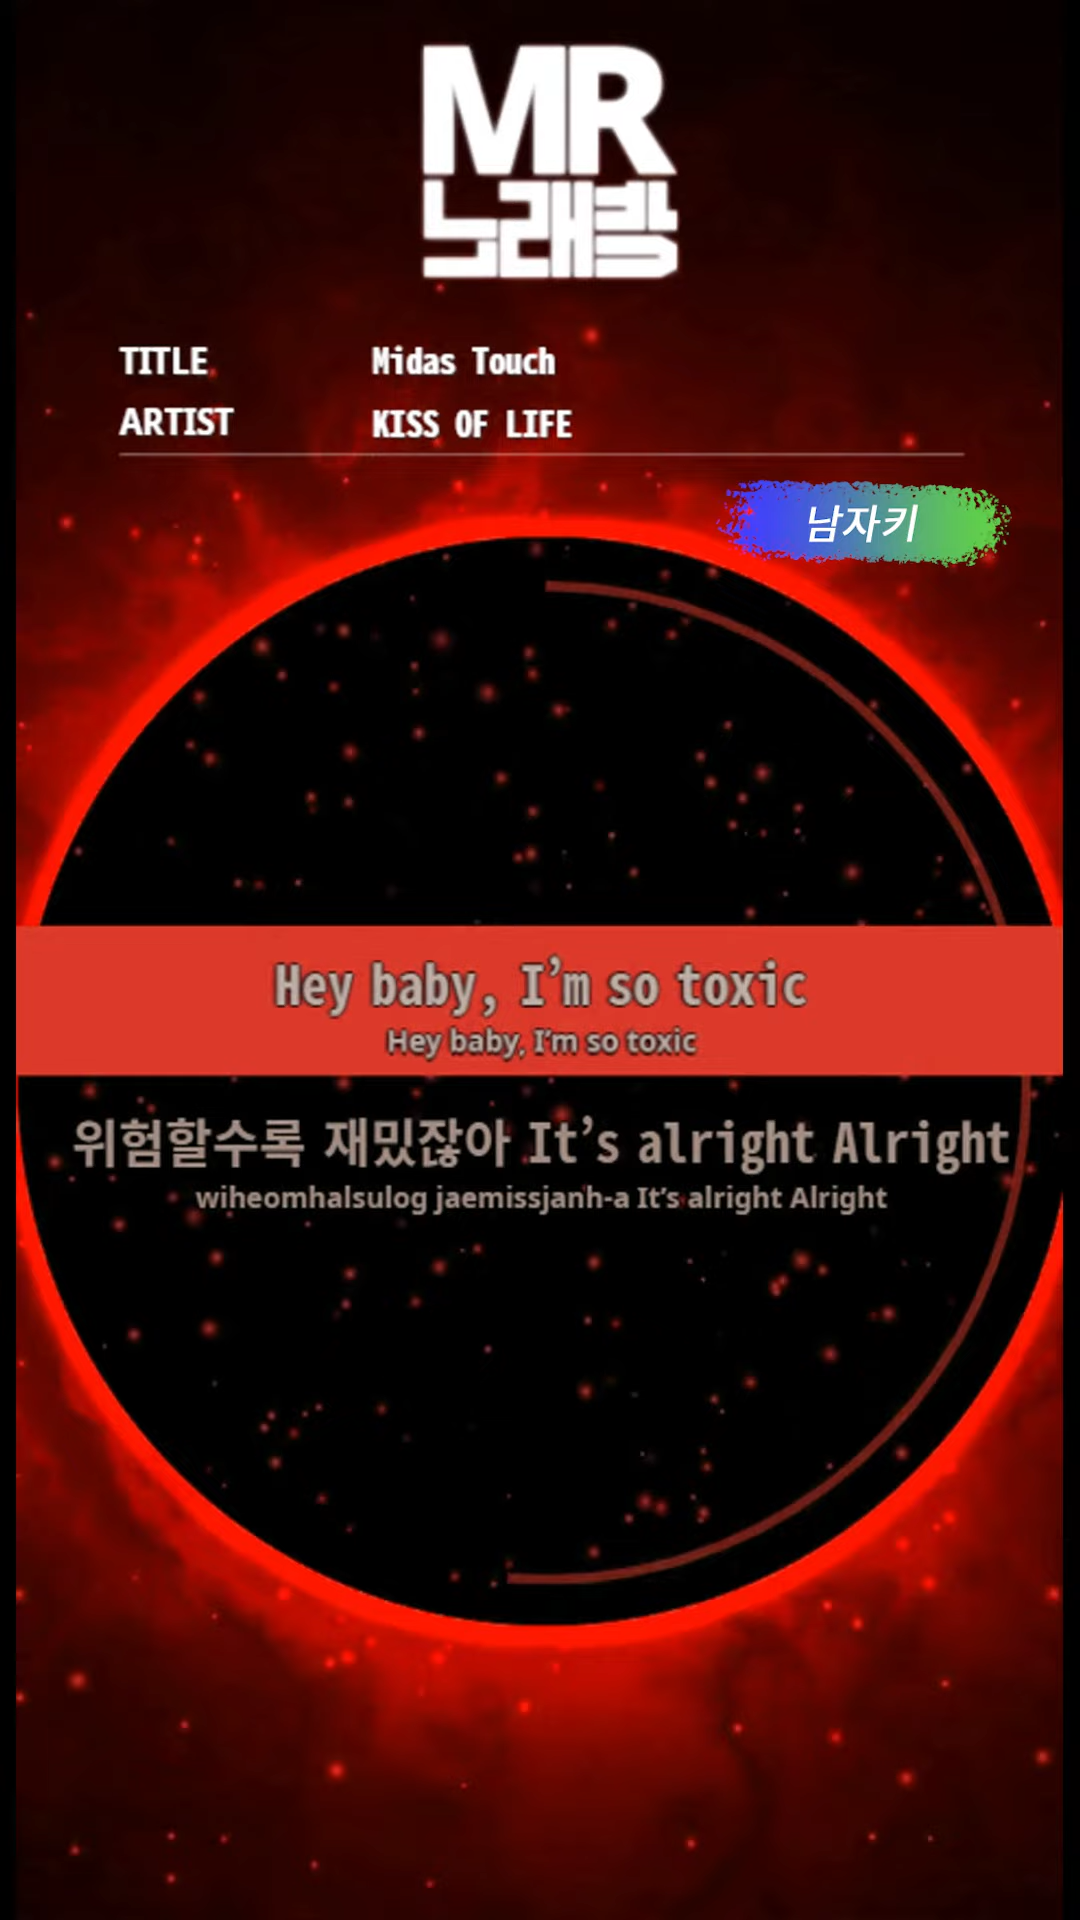 MR
노래방
TITLE Midas Touch
ARTIST KISS OF LIFE
남자키
Hey baby, I’m so toxic
Hey baby, I’m so toxic
위험할수록 재밌잖아 It’s alright Alright
wiheomhalsulog jaemissjanh-a It’s alright Alright